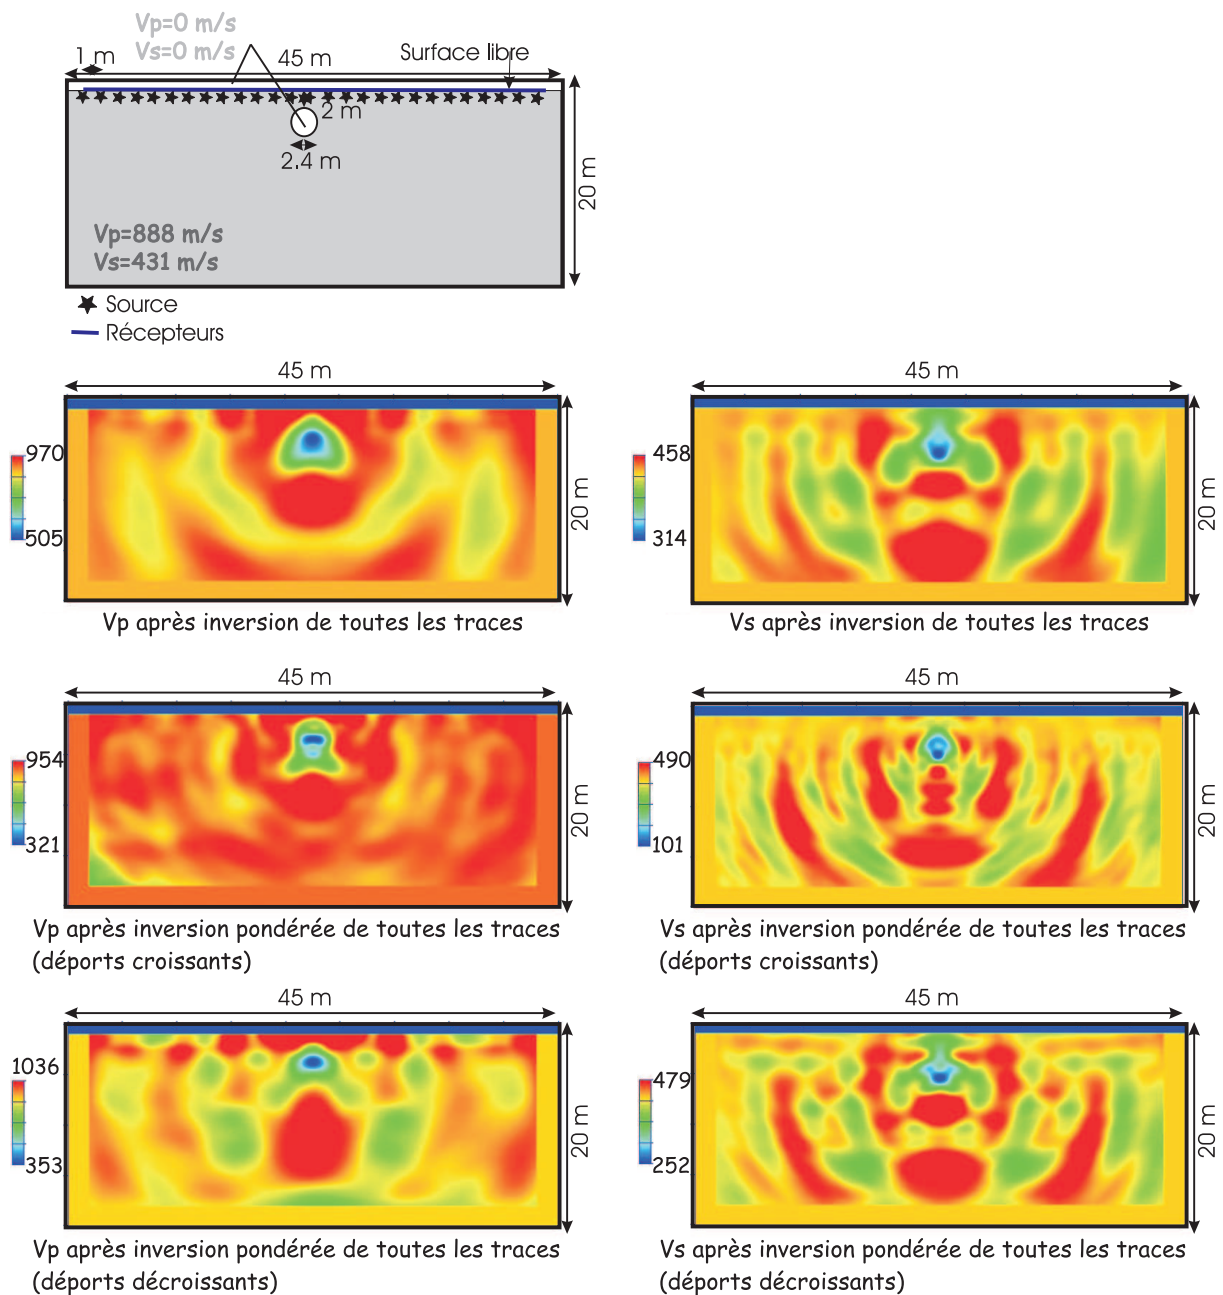 Vp=0 m/s
Vs=0 m/s
1 m
45 m
Surface libre
2 m
2.4 m
20 m
Vp=888 m/s
Vs=431 m/s
Source
Récepteurs
45 m
970
505
20 m
Vp après inversion de toutes les traces
45 m
458
314
20 m
Vs après inversion de toutes les traces
45 m
954
321
20 m
Vp après inversion pondérée de toutes les traces
(déports croissants)
45 m
490
101
20 m
Vs après inversion pondérée de toutes les traces
(déports croissants)
45 m
1036
353
20 m
Vp après inversion pondérée de toutes les traces
(déports décroissants)
45 m
479
252
20 m
Vs après inversion pondérée de toutes les traces
(déports décroissants)